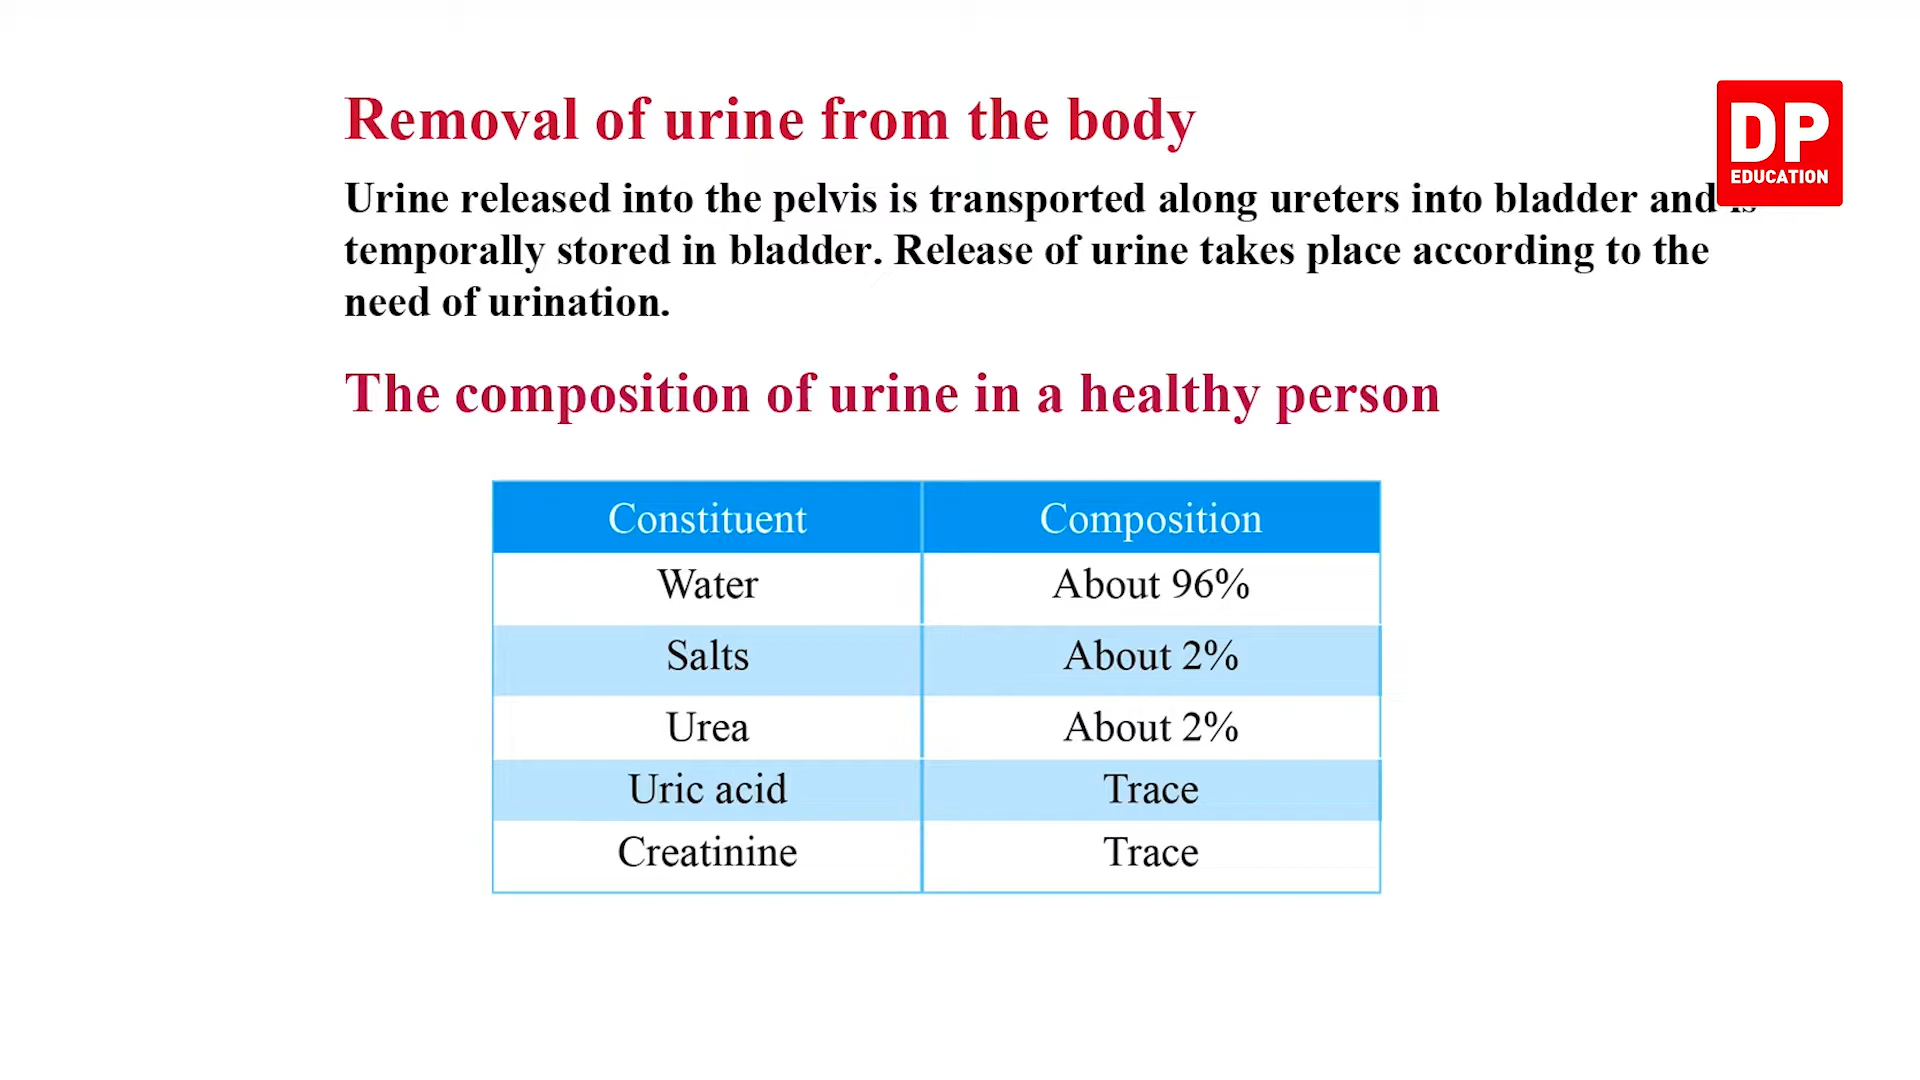 Removal of urine from the body
DP
EDUCATION
Urine released into the pelvis is transported along ureters into bladder and is
temporally stored in bladder. Release of urine takes place according to the
need of urination.
The composition of urine in a healthy person
Constituent Composition
Water About 96%
Salts About 2%
Urea About 2%
Uric acid Trace
Creatinine Trace